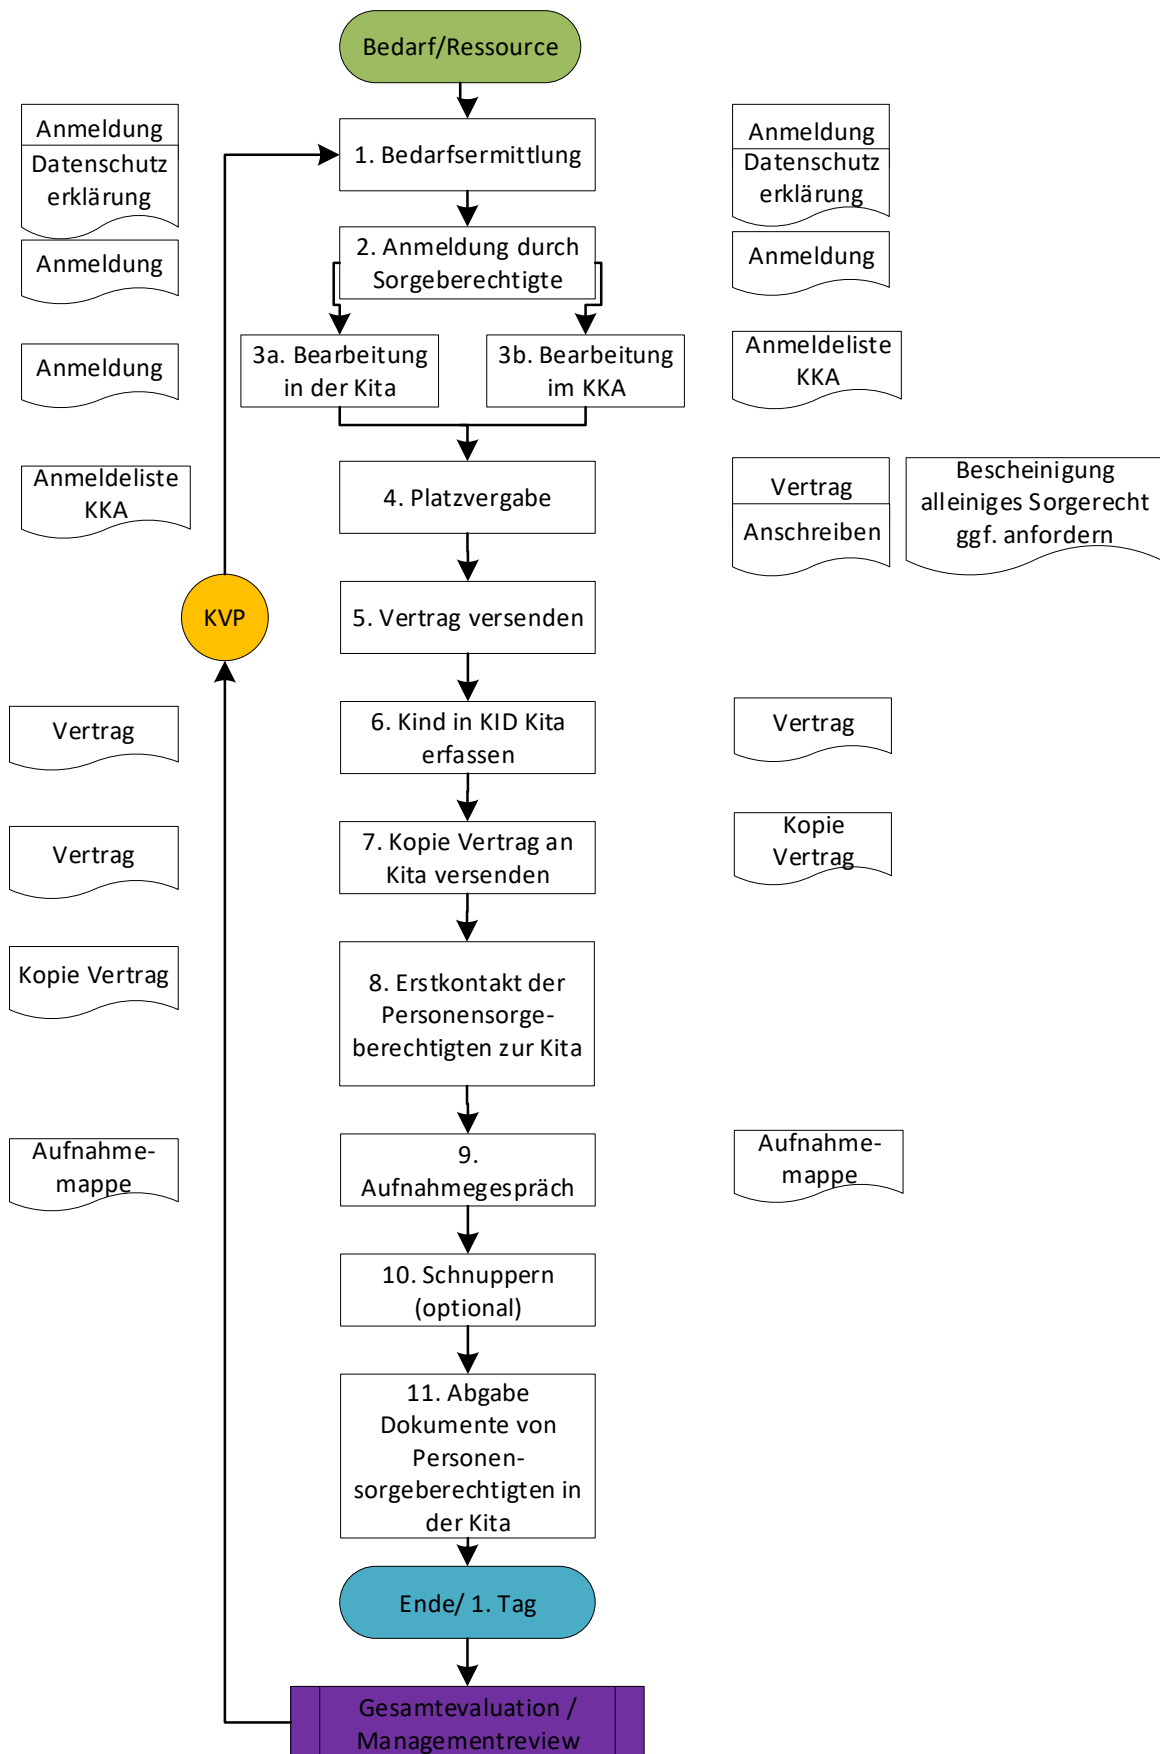 Bedarf/Ressource
Anmeldung
Datenschutz
erklärung
1. Bedarfsermittlung
Anmeldung
Datenschutz
erklärung
Anmeldung
2. Anmeldung durch
Sorgeberechtigte
Anmeldung
Anmeldung
3a. Bearbeitung
in der Kita
3b. Bearbeitung
im KKA
Anmeldeliste
KKA
Anmeldeliste
KKA
4. Platzvergabe
Vertrag
Anschreiben
Bescheinigung
alleiniges Sorgerecht
ggf. anfordern
KVP
5. Vertrag versenden
Vertrag
6. Kind in KID Kita
erfassen
Vertrag
Vertrag
7. Kopie Vertrag an
Kita versenden
Kopie
Vertrag
Kopie Vertrag
8. Erstkontakt der
Personensorge-
berechtigten zur Kita
Aufnahme-
mappe
9.
Aufnahmegespräch
Aufnahme-
mappe
10. Schnuppern
(optional)
11. Abgabe
Dokumente von
Personen-
sorgeberechtigten in
der Kita
Ende/ 1. Tag
Gesamtevaluation /
Managementreview